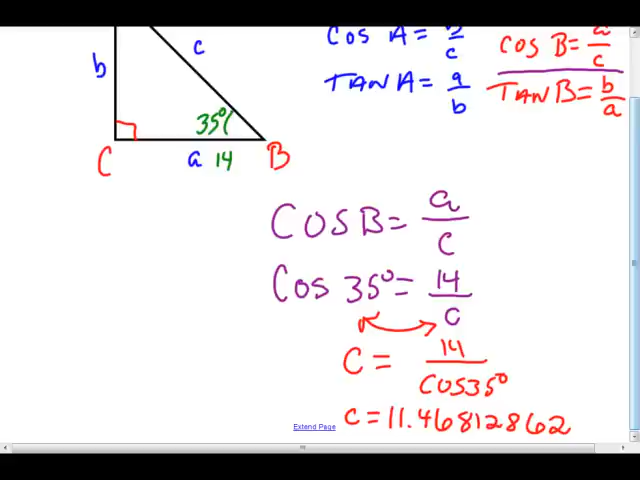 b
c
35°
C
a 14
B
COS A = b/c
TAN A = a/b
COS B = a/c
TAN B = b/a
COS B = a/c
COS 35° = 14/c
C = 14/COS35°
C = 11.46812862
Extend Page